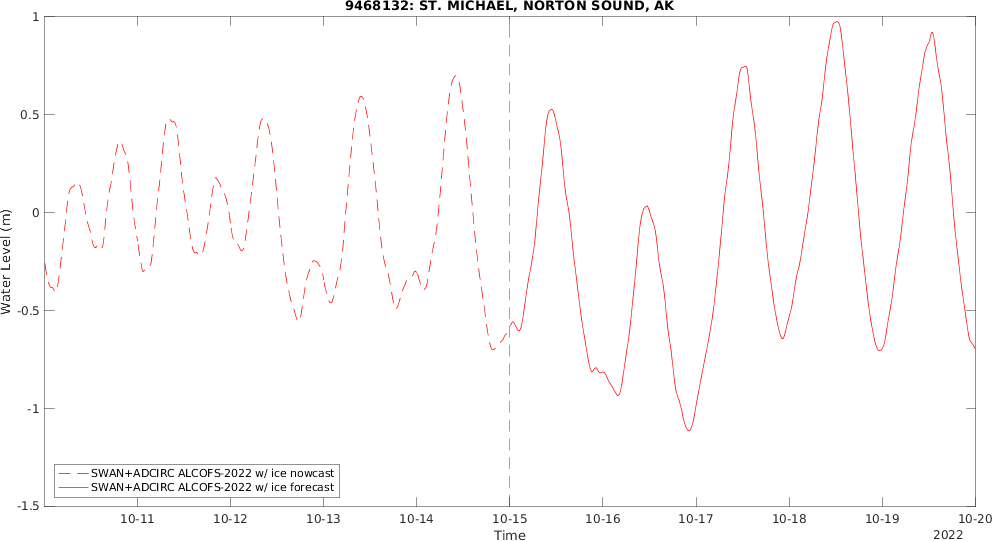 9468132: ST. MICHAEL, NORTON SOUND, AK
1
0.5
0
-0.5
-1
-1.5
Water Level (m)
SWAN+ADCIRC ALCOFS-2022 w/ ice nowcast
SWAN+ADCIRC ALCOFS-2022 w/ ice forecast
10-11 10-12 10-13 10-14 10-15 10-16 10-17 10-18 10-19 10-20
Time
2022